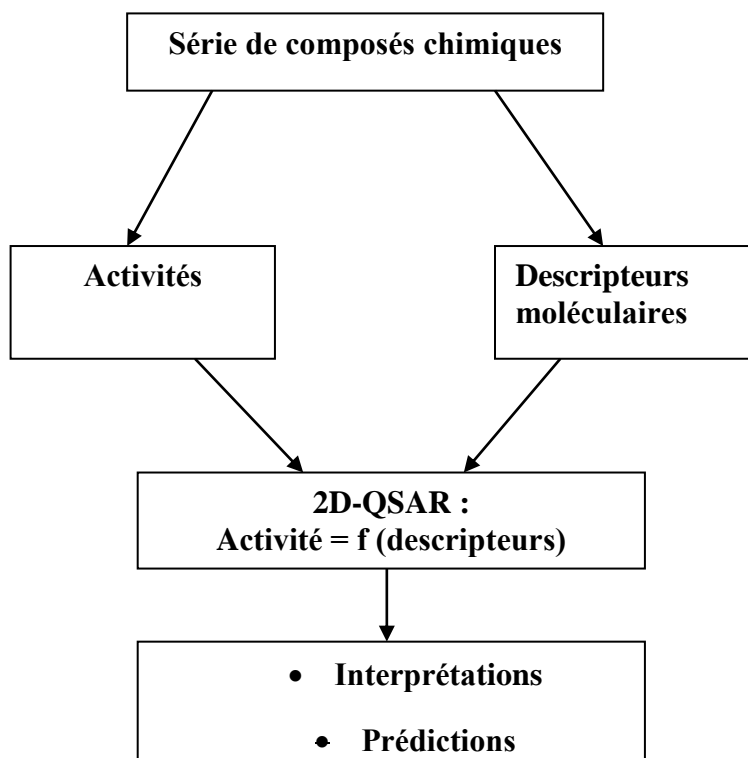 Série de composés chimiques
Activités
Descripteurs
moléculaires
2D-QSAR :
Activité = f (descripteurs)
• Interprétations
• Prédictions